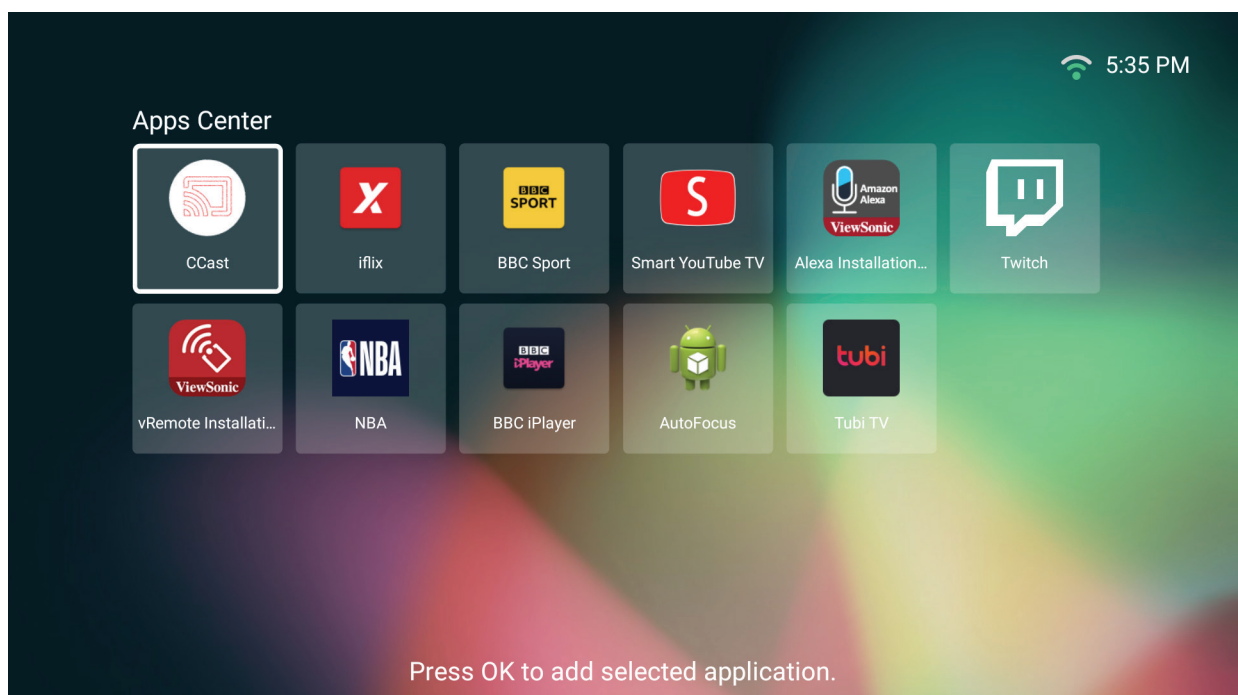 5:35 PM
Apps Center
X
BBC
SPORT
S
Amazon
Alexa
ViewSonic
CCast
iflix
BBC Sport
Smart YouTube TV
Alexa Installation...
Twitch
ViewSonic
NBA
BBC
iPlayer
tubi
vRemote Installati...
NBA
BBC iPlayer
AutoFocus
Tubi TV
Press OK to add selected application.